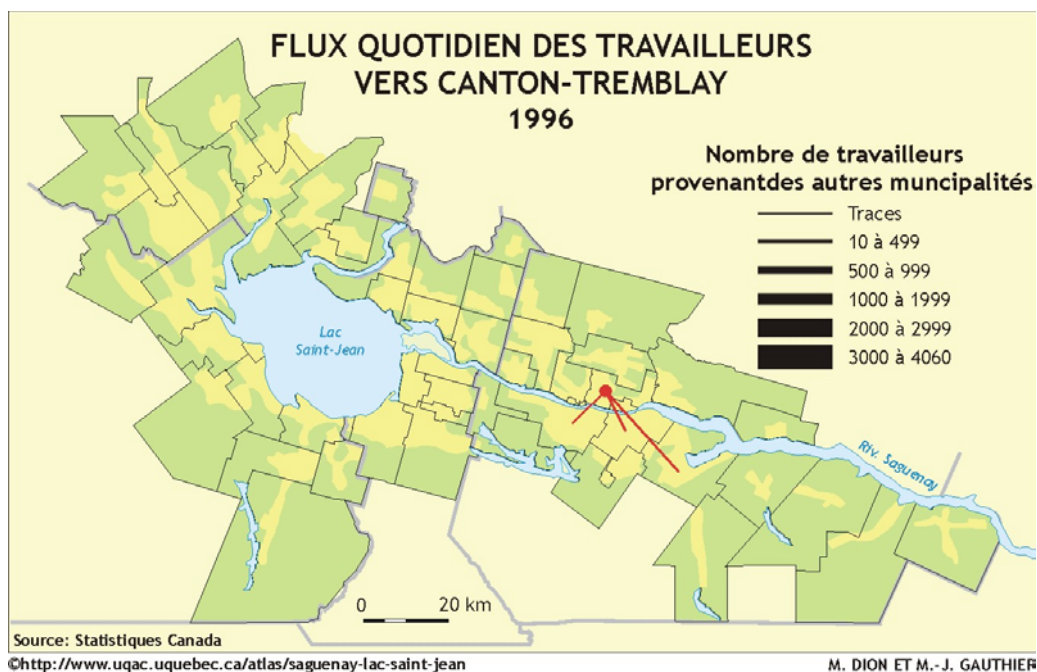 FLUX QUOTIDIEN DES TRAVAILLEURS
VERS CANTON-TREMBLAY
1996
Nombre de travailleurs
provenantdes autres muncipalités
Traces
10 à 499
500 à 999
1000 à 1999
2000 à 2999
3000 à 4060
Lac
Saint-Jean
Riv. Saguenay
0 20 km
Source: Statistiques Canada
©http://www.uqac.uquebec.ca/atlas/saguenay-lac-saint-jean
M. DION ET M.-J. GAUTHIER